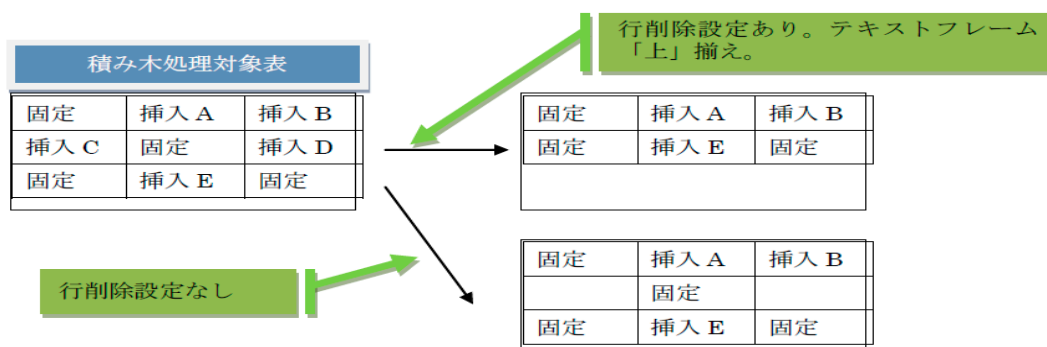 行削除設定あり。テキストフレーム
「上」揃え。
積み木処理対象表
固定 挿入 A 挿入 B
挿入 C 固定 挿入 D
固定 挿入 E 固定
固定 挿入 A 挿入 B
固定 挿入 E 固定
行削除設定なし
固定 挿入 A 挿入 B
固定
固定 挿入 E 固定